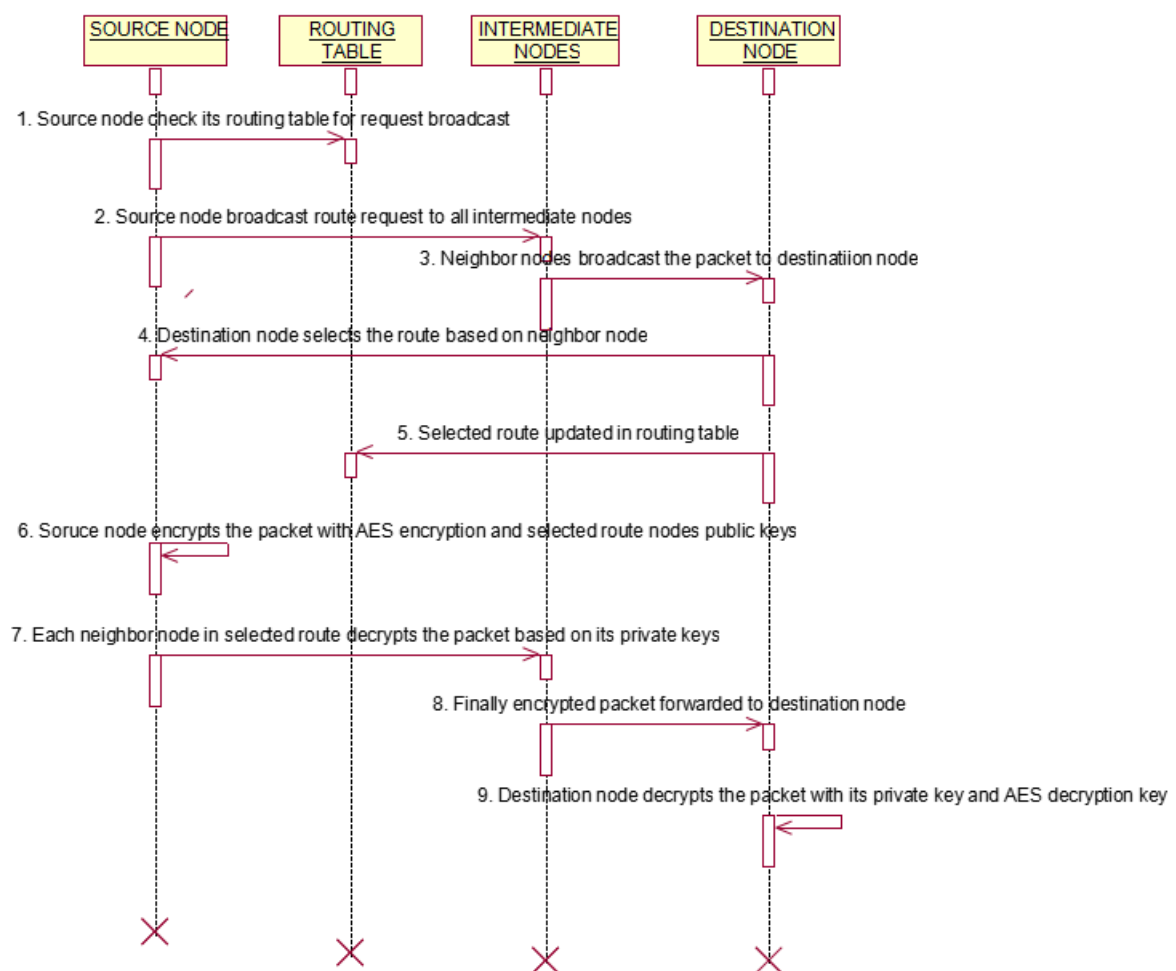 SOURCE NODE
ROUTING
TABLE
INTERMEDIATE
NODES
DESTINATION
NODE
1. Source node check its routing table for request broadcast
2. Source node broadcast route request to all intermediate nodes
3. Neighbor nodes broadcast the packet to destinatiion node
4. Destination node selects the route based on neighbor node
5. Selected route updated in routing table
6. Soruce node encrypts the packet with AES encryption and selected route nodes public keys
7. Each neighbor node in selected route decrypts the packet based on its private keys
8. Finally encrypted packet forwarded to destination node
9. Destination node decrypts the packet with its private key and AES decryption key